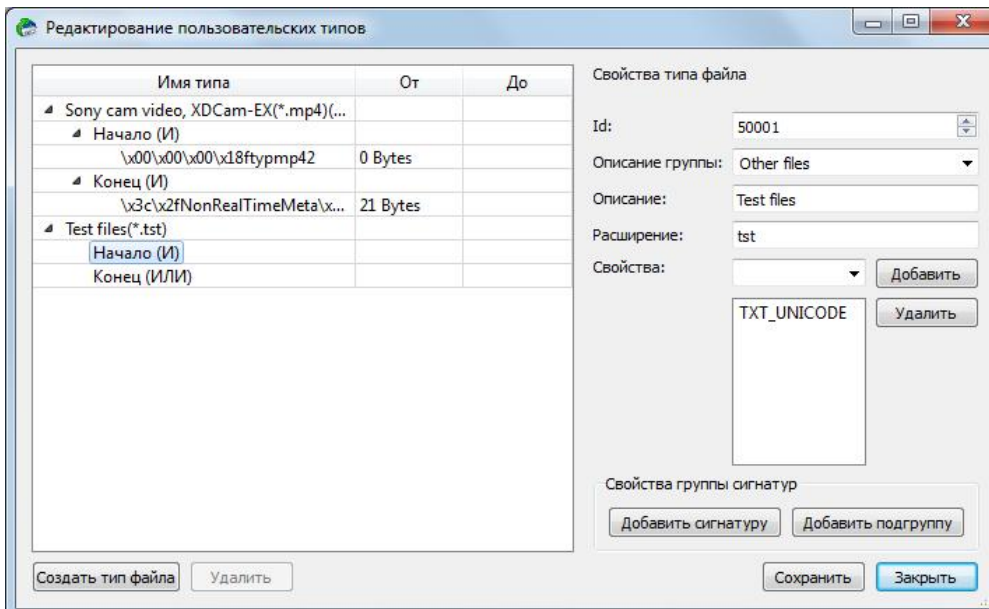 Редактирование пользовательских типов
Имя типа От До
Sony cam video, XDCam-EX(*.mp4)(...
Начало (И)
\x00\x00\x00\x18ftypmp42 0 Bytes
Конец (И)
\x3c\x2fNonRealTimeMeta\x... 21 Bytes
Test files(*.tst)
Начало (И)
Конец (ИЛИ)
Свойства типа файла
Id: 50001
Описание группы: Other files
Описание: Test files
Расширение: tst
Свойства: Добавить
TXT_UNICODE Удалить
Свойства группы сигнатур
Добавить сигнатуру Добавить подгруппу
Создать тип файла Удалить Сохранить Закрыть